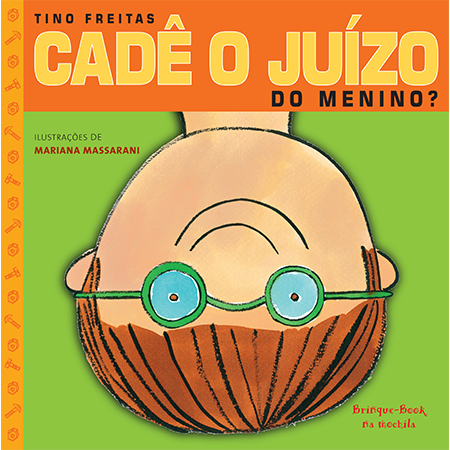 TINO FREITAS
CADÊ O JUÍZO
DO MENINO?
ILUSTRAÇÕES DE
MARIANA MASSARANI
Brinque-Book
na mochila